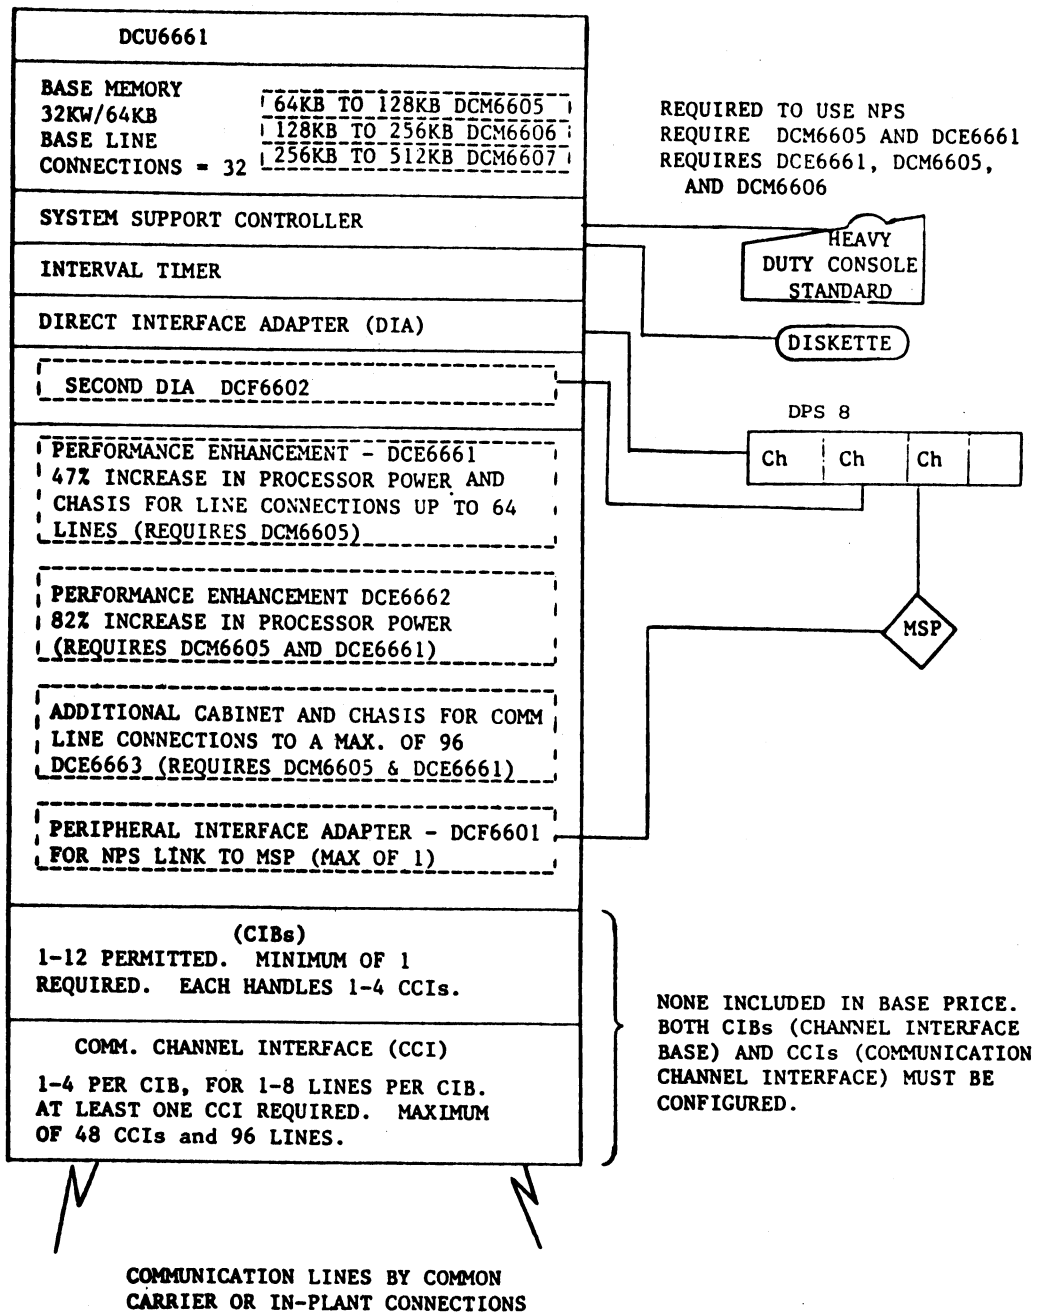 DCU6661
BASE MEMORY
32KW/64KB
BASE LINE
CONNECTIONS = 32
64KB TO 128KB DCM6605
128KB TO 256KB DCM6606
256KB TO 512KB DCM6607
REQUIRED TO USE NPS
REQUIRE DCM6605 AND DCE6661
REQUIRES DCE6661, DCM6605,
AND DCM6606
SYSTEM SUPPORT CONTROLLER
HEAVY
DUTY CONSOLE
STANDARD
INTERVAL TIMER
DIRECT INTERFACE ADAPTER (DIA)
DISKETTE
SECOND DIA DCF6602
DPS 8
Ch Ch Ch
PERFORMANCE ENHANCEMENT - DCE6661
47% INCREASE IN PROCESSOR POWER AND
CHASIS FOR LINE CONNECTIONS UP TO 64
LINES (REQUIRES DCM6605)
PERFORMANCE ENHANCEMENT DCE6662
82% INCREASE IN PROCESSOR POWER
(REQUIRES DCM6605 AND DCE6661)
MSP
ADDITIONAL CABINET AND CHASIS FOR COMM
LINE CONNECTIONS TO A MAX. OF 96
DCE6663 (REQUIRES DCM6605 & DCE6661)
PERIPHERAL INTERFACE ADAPTER - DCF6601
FOR NPS LINK TO MSP (MAX OF 1)
(CIBs)
1-12 PERMITTED. MINIMUM OF 1
REQUIRED. EACH HANDLES 1-4 CCIs.
COMM. CHANNEL INTERFACE (CCI)
1-4 PER CIB, FOR 1-8 LINES PER CIB.
AT LEAST ONE CCI REQUIRED. MAXIMUM
OF 48 CCIs and 96 LINES.
NONE INCLUDED IN BASE PRICE.
BOTH CIBs (CHANNEL INTERFACE
BASE) AND CCIs (COMMUNICATION
CHANNEL INTERFACE) MUST BE
CONFIGURED.
COMMUNICATION LINES BY COMMON
CARRIER OR IN-PLANT CONNECTIONS